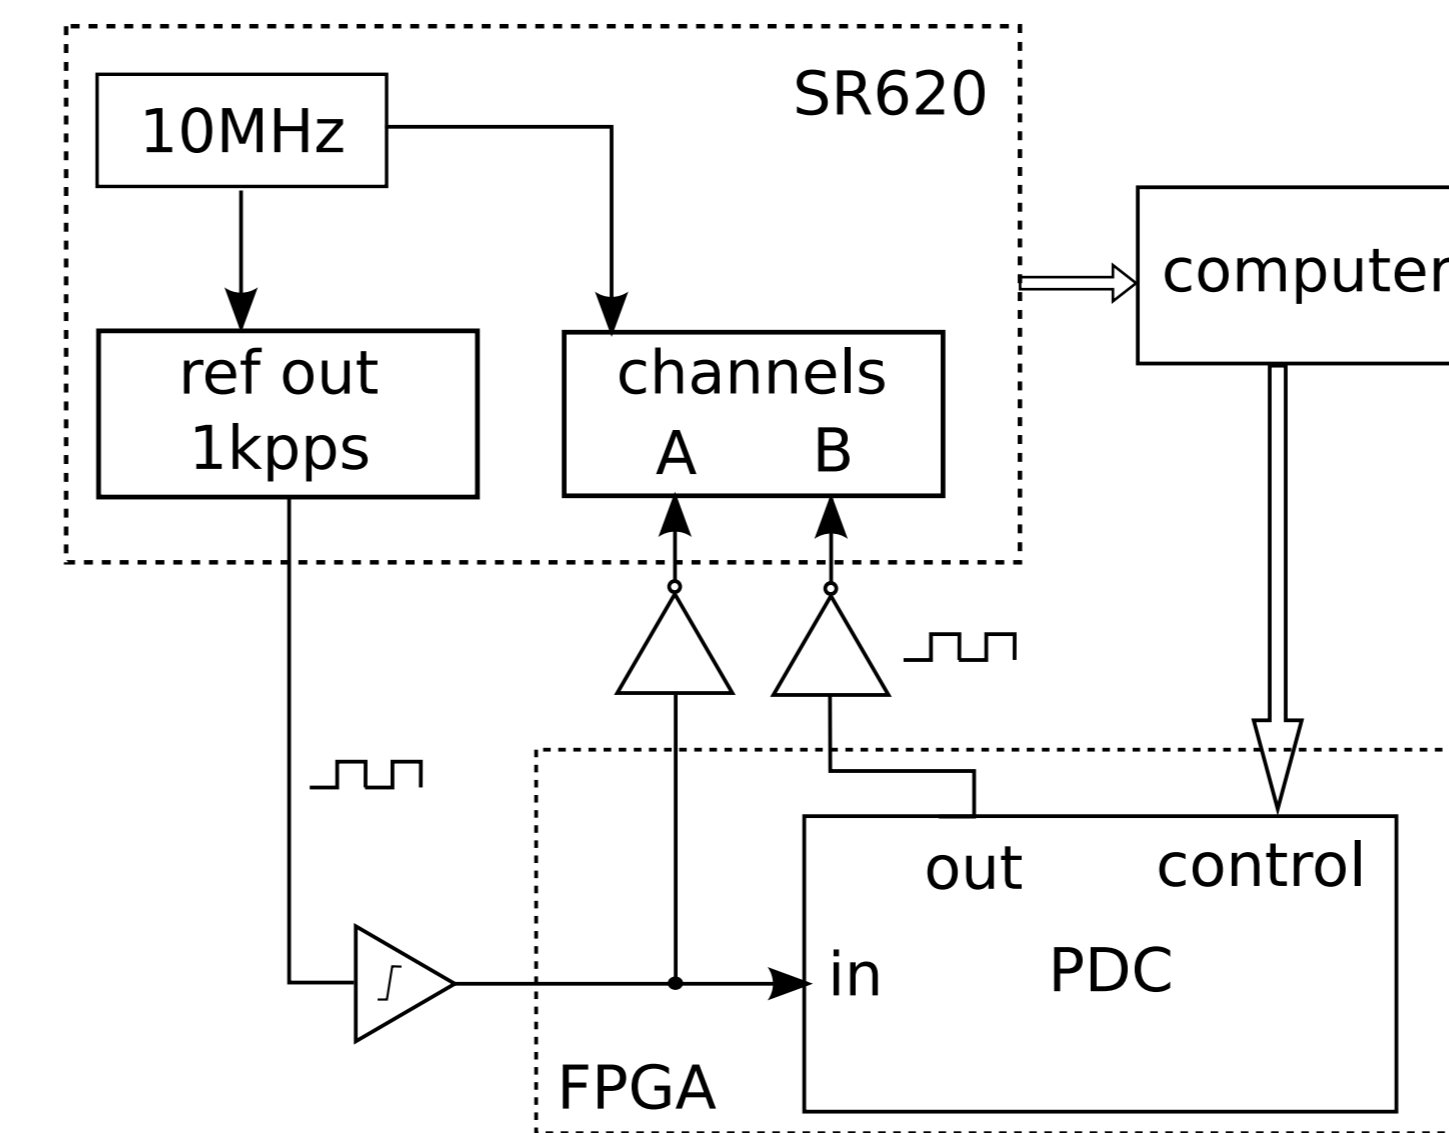 SR620
10MHz
computer
ref out
1kpps
channels
A B
out control
in PDC
FPGA